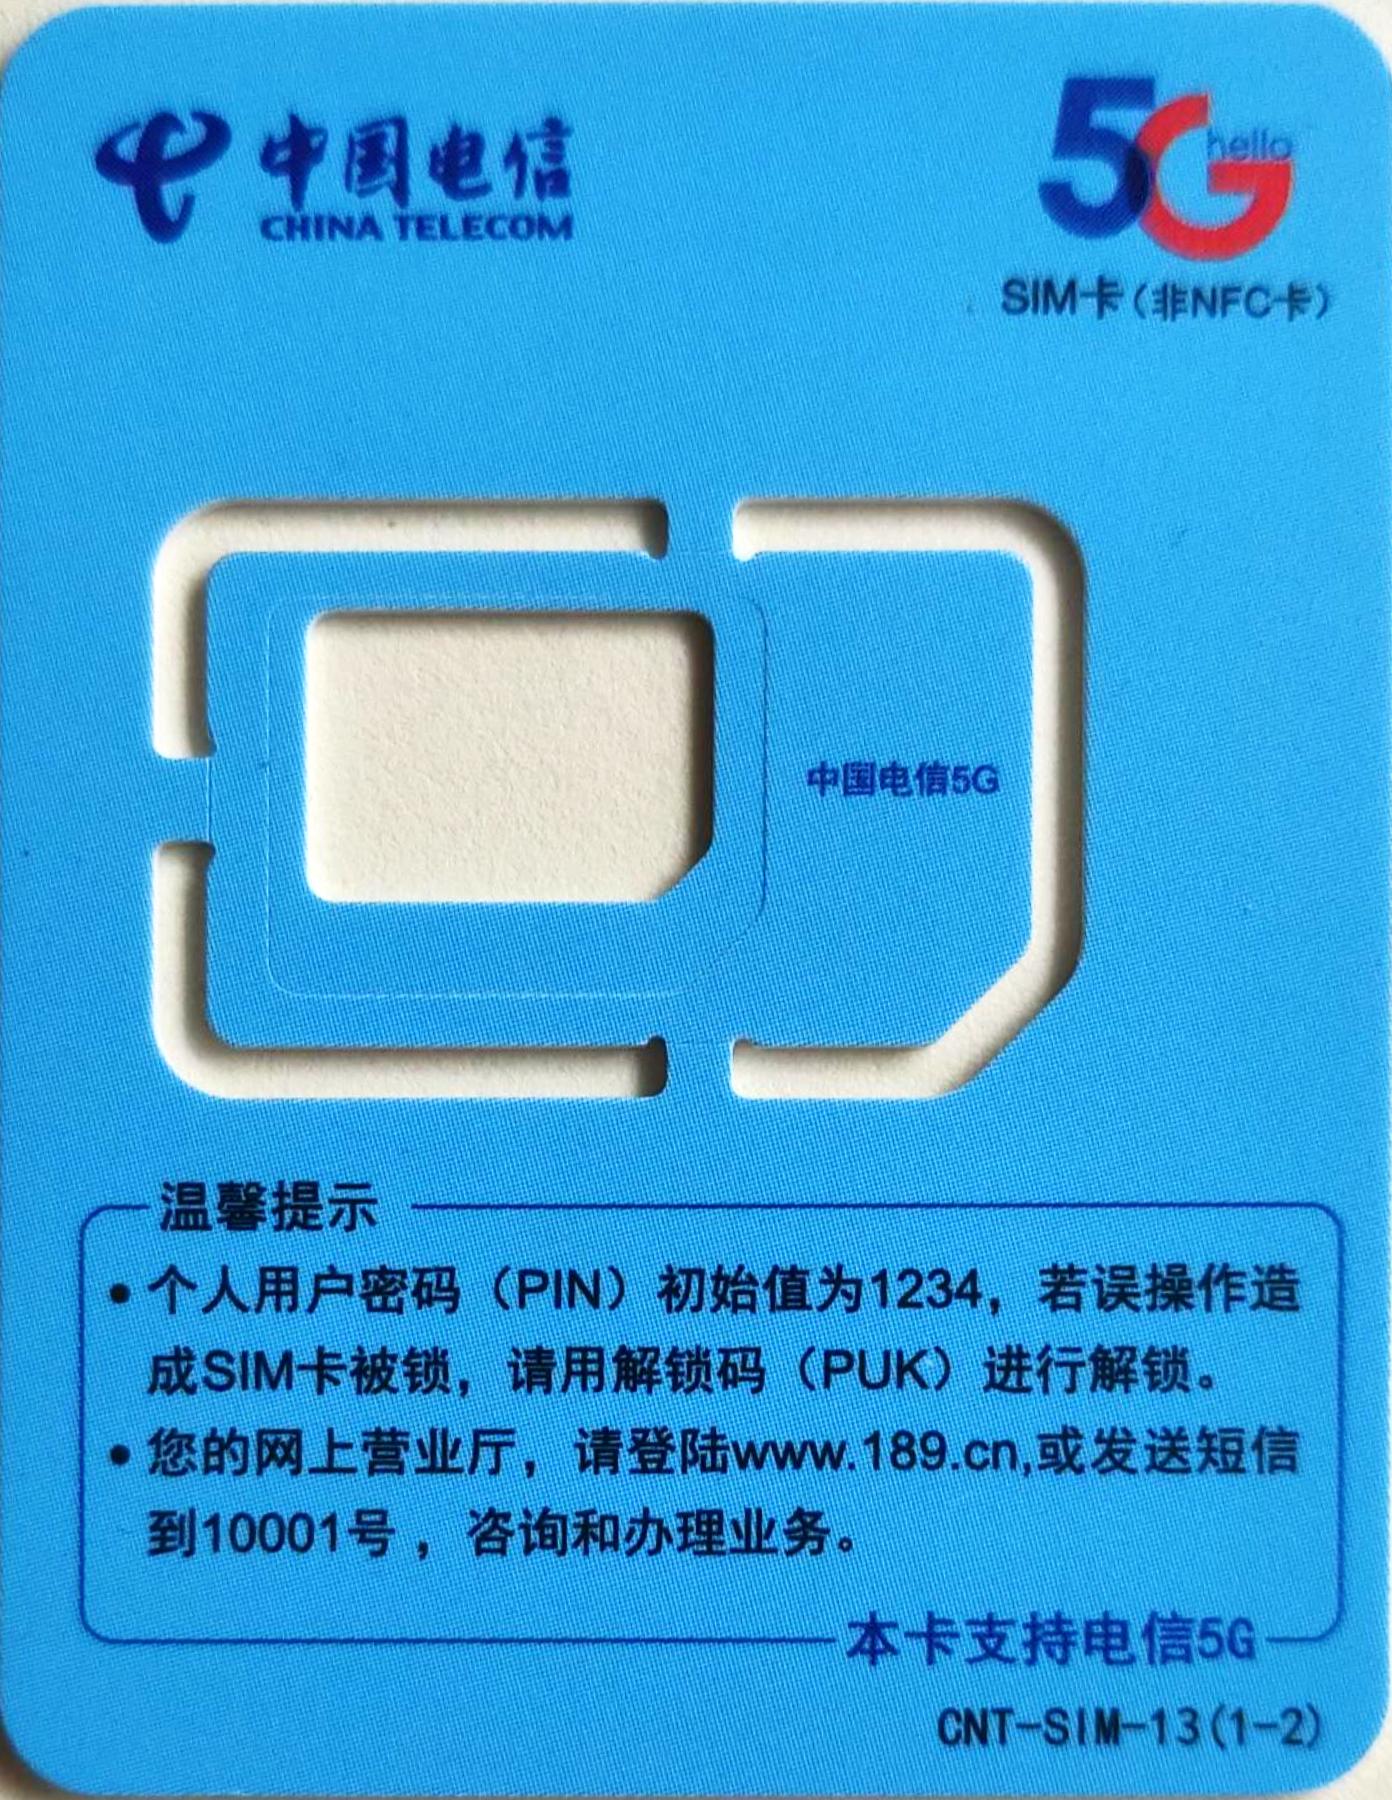 中国电信
CHINA TELECOM
5G
hello
SIM卡（非NFC卡）
中国电信5G
温馨提示
• 个人用户密码（PIN）初始值为1234，若误操作造
成SIM卡被锁，请用解锁码（PUK）进行解锁。
• 您的网上营业厅，请登陆www.189.cn,或发送短信
到10001号，咨询和办理业务。
本卡支持电信5G
CNT-SIM-13(1-2)